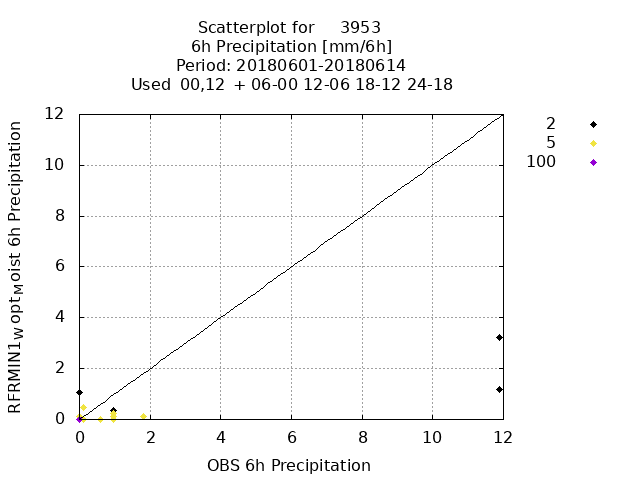 Scatterplot for 3953
6h Precipitation [mm/6h]
Period: 20180601-20180614
Used 00,12 + 06-00 12-06 18-12 24-18
2
5
100
12
10
8
6
4
2
0
0 2 4 6 8 10 12
RFRMIN1WoptMoist 6h Precipitation
OBS 6h Precipitation